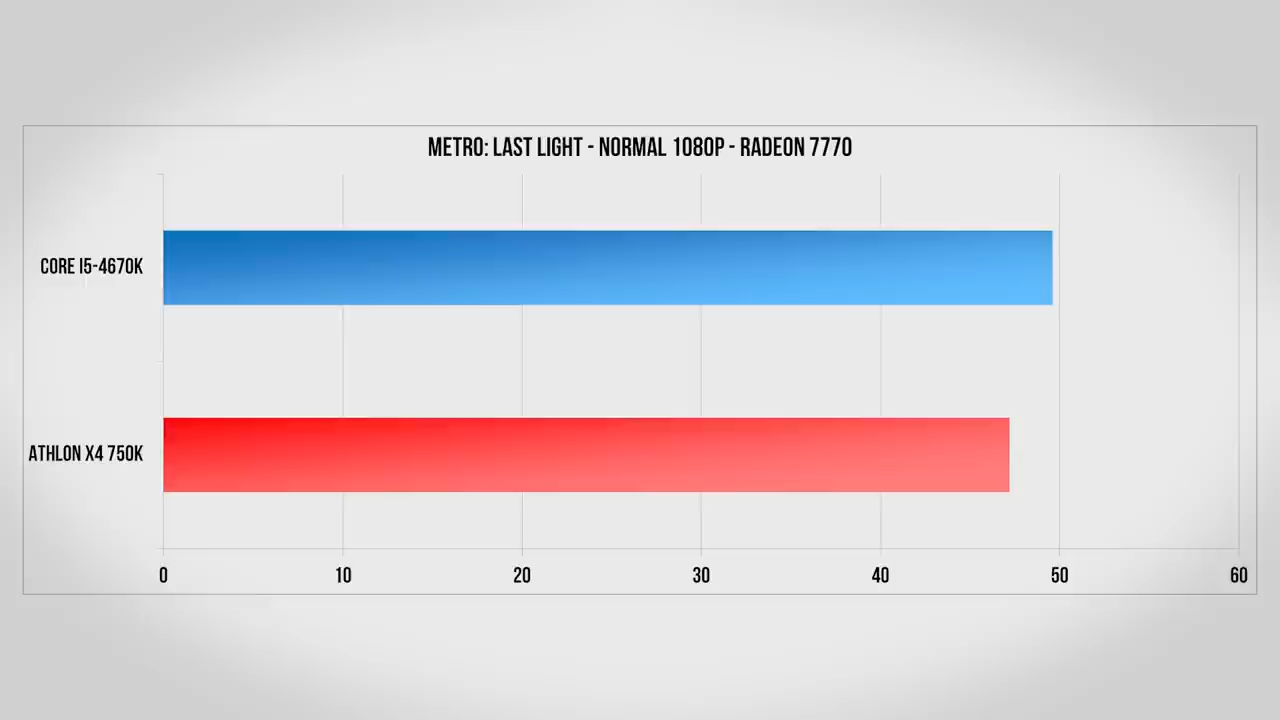 METRO: LAST LIGHT - NORMAL 1080P - RADEON 7770
CORE I5-4670K
ATHLON X4 750K
0 10 20 30 40 50 60